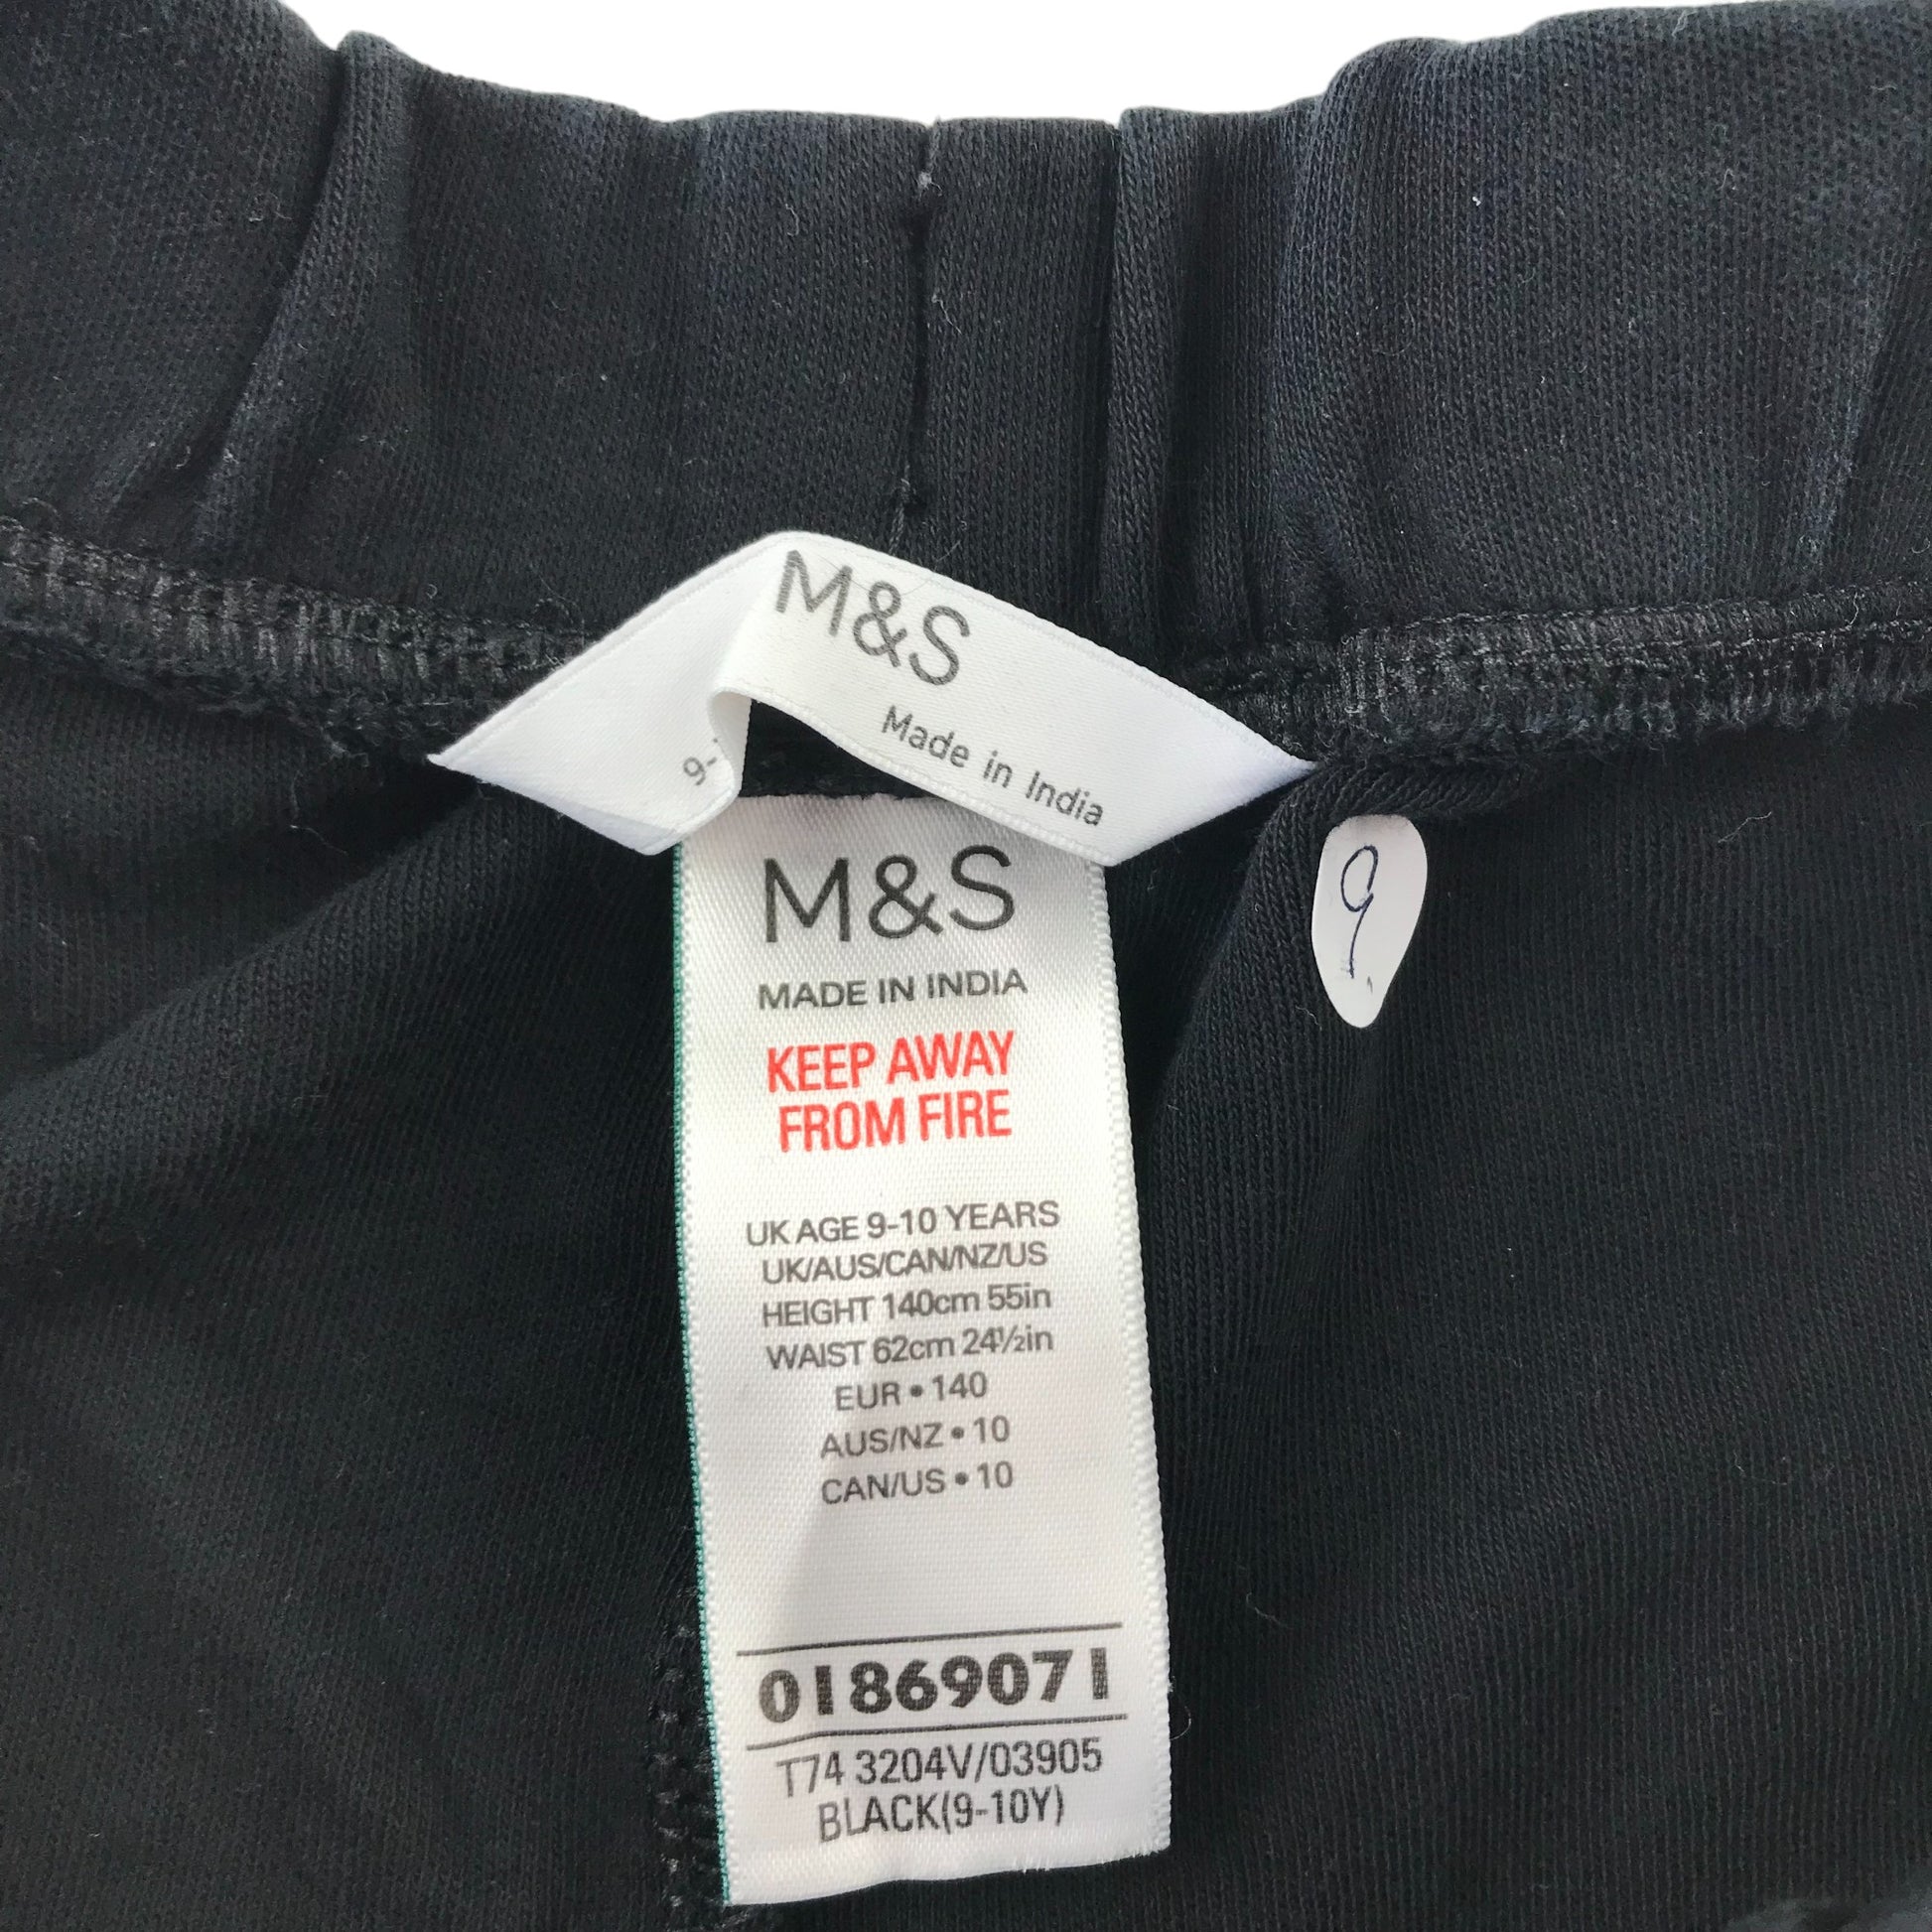 M&S
Made in India
9-
M&S
MADE IN INDIA
KEEP AWAY
FROM FIRE
UK AGE 9-10 YEARS
UK/AUS/CAN/NZ/US
HEIGHT 140cm 55in
WAIST 62cm 24½in
EUR • 140
AUS/NZ • 10
CAN/US • 10
01869071
T74 3204V/03905
BLACK(9-10Y)
9.